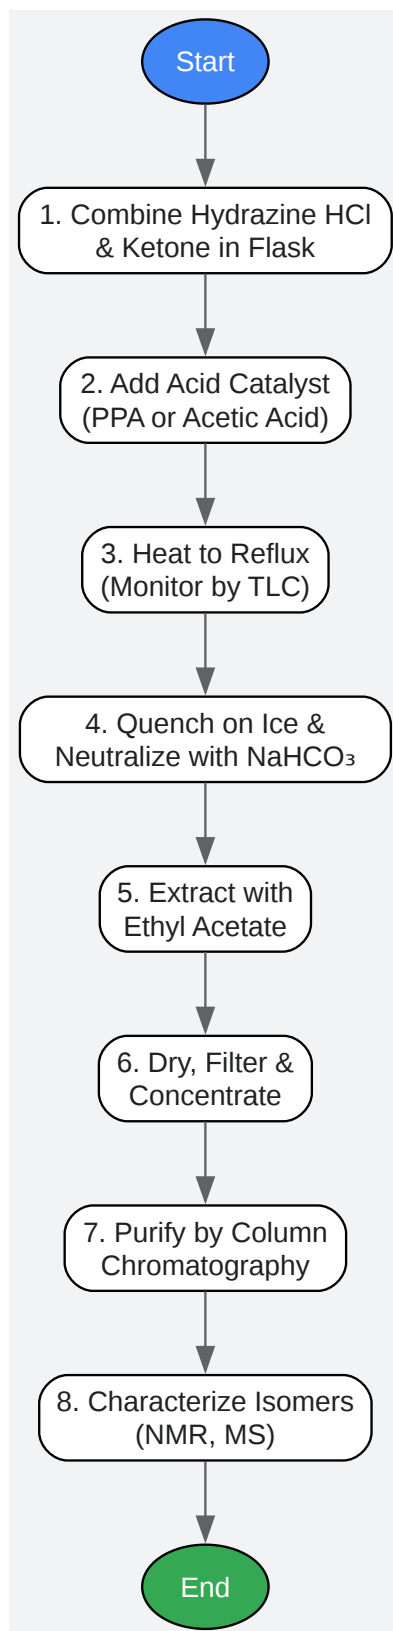 Start
1. Combine Hydrazine HCl
& Ketone in Flask
2. Add Acid Catalyst
(PPA or Acetic Acid)
3. Heat to Reflux
(Monitor by TLC)
4. Quench on Ice &
Neutralize with NaHCO₃
5. Extract with
Ethyl Acetate
6. Dry, Filter &
Concentrate
7. Purify by Column
Chromatography
8. Characterize Isomers
(NMR, MS)
End